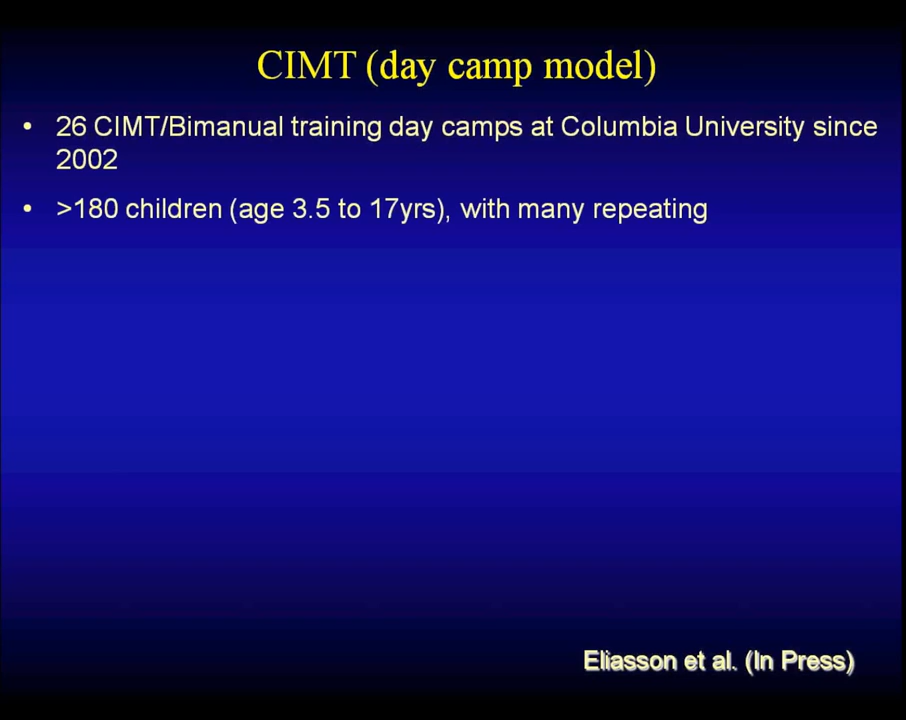 CIMT (day camp model)
• 26 CIMT/Bimanual training day camps at Columbia University since
2002
• >180 children (age 3.5 to 17yrs), with many repeating
Eliasson et al. (In Press)